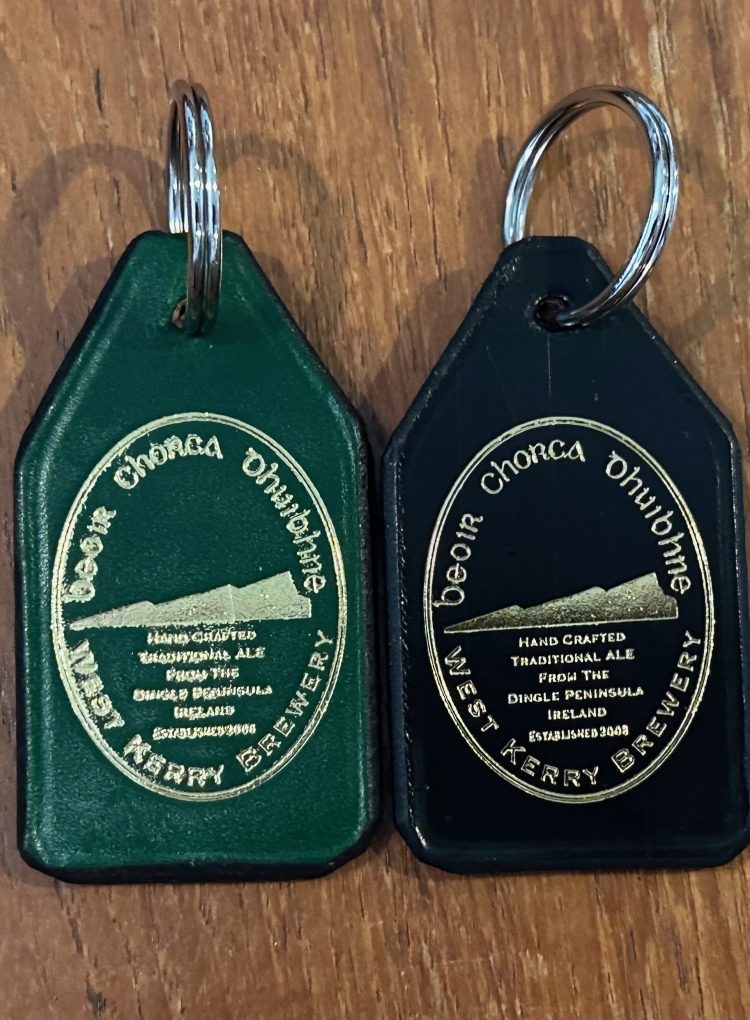 beoir Chorca Dhuibhne
Hand Crafted
Traditional Ale
From The
Dingle Peninsula
Ireland
Established 2008
West Kerry Brewery
beoir Chorca Dhuibhne
Hand Crafted
Traditional Ale
From The
Dingle Peninsula
Ireland
Established 2008
West Kerry Brewery